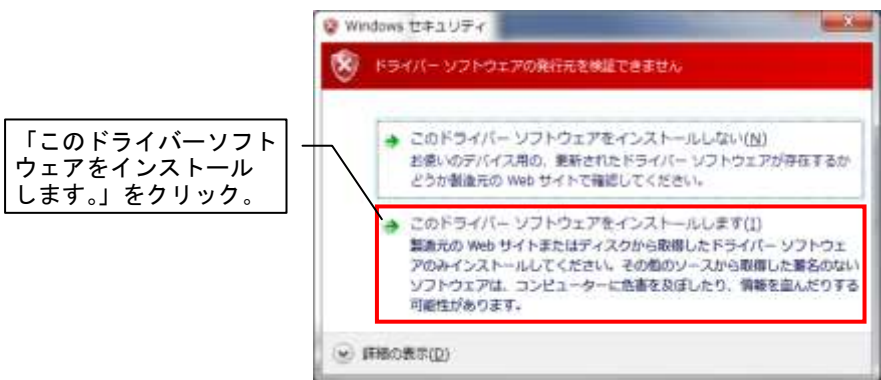 Windows セキュリティ
ドライバー ソフトウェアの発行元を検証できません
「このドライバーソフト
ウェアをインストール
します。」をクリック。
このドライバー ソフトウェアをインストールしない(N)
お使いのデバイス用の、更新されたドライバー ソフトウェアが存在するか
どうか製造元の Web サイトで確認してください。
このドライバー ソフトウェアをインストールします(I)
製造元の Web サイトまたはディスクから取得したドライバー ソフトウェ
アのみインストールしてください。その他のソースから取得した署名のない
ソフトウェアは、コンピューターに危害を及ぼしたり、情報を盗んだりする
可能性があります。
詳細の表示(D)